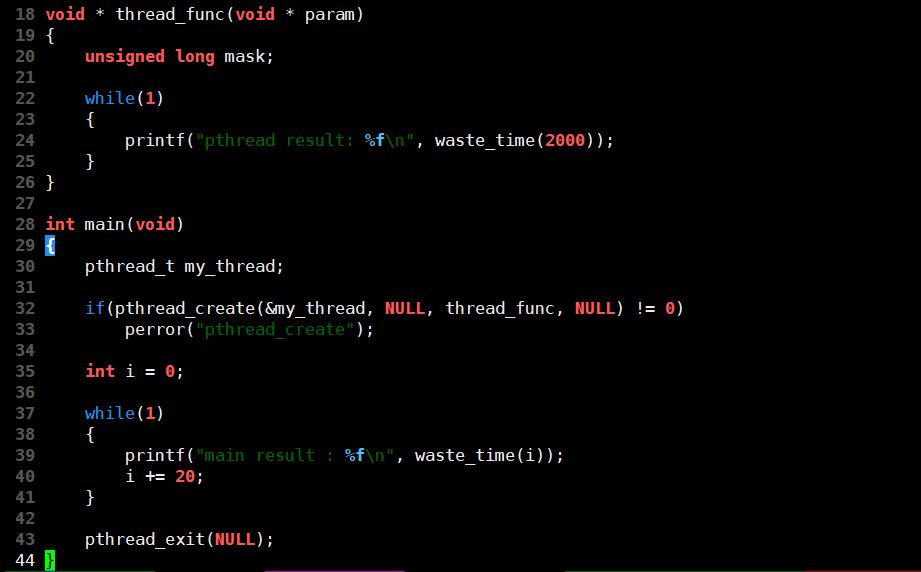 18 void * thread_func(void * param)
19 {
20     unsigned long mask;
21
22     while(1)
23     {
24         printf("pthread result: %f\n", waste_time(2000));
25     }
26 }
27
28 int main(void)
29 {
30     pthread_t my_thread;
31
32     if(pthread_create(&my_thread, NULL, thread_func, NULL) != 0)
33         perror("pthread_create");
34
35     int i = 0;
36
37     while(1)
38     {
39         printf("main result : %f\n", waste_time(i));
40         i += 20;
41     }
42
43     pthread_exit(NULL);
44 }